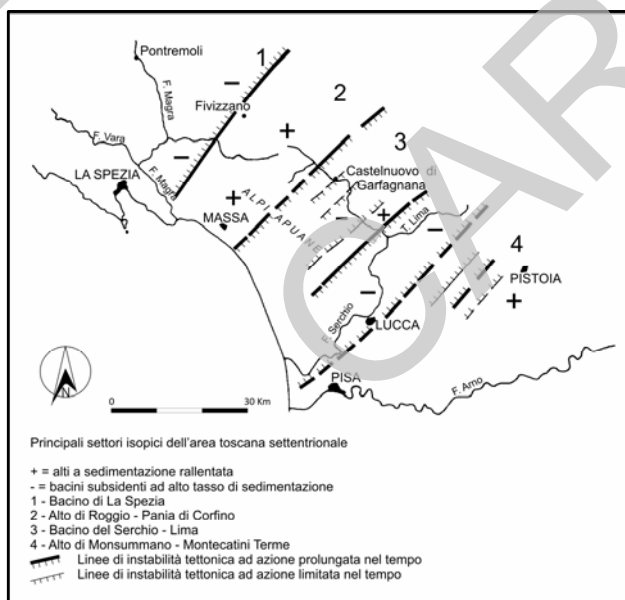 1
Pontremoli
2
F. Magra
Fivizzano
3
F. Vara
LA SPEZIA
F. Magra
Castelnuovo di
Garfagnana
MASSA
ALPI APUANE
T. Lima
4
PISTOIA
F. Serchio
LUCCA
PISA
F. Arno
N
0 30 Km
CAR
Principali settori isopici dell'area toscana settentrionale
+ = alti a sedimentazione rallentata
- = bacini subsidenti ad alto tasso di sedimentazione
1 - Bacino di La Spezia
2 - Alto di Roggio - Pania di Corfino
3 - Bacino del Serchio - Lima
4 - Alto di Monsummano - Montecatini Terme
Linee di instabilità tettonica ad azione prolungata nel tempo
Linee di instabilità tettonica ad azione limitata nel tempo